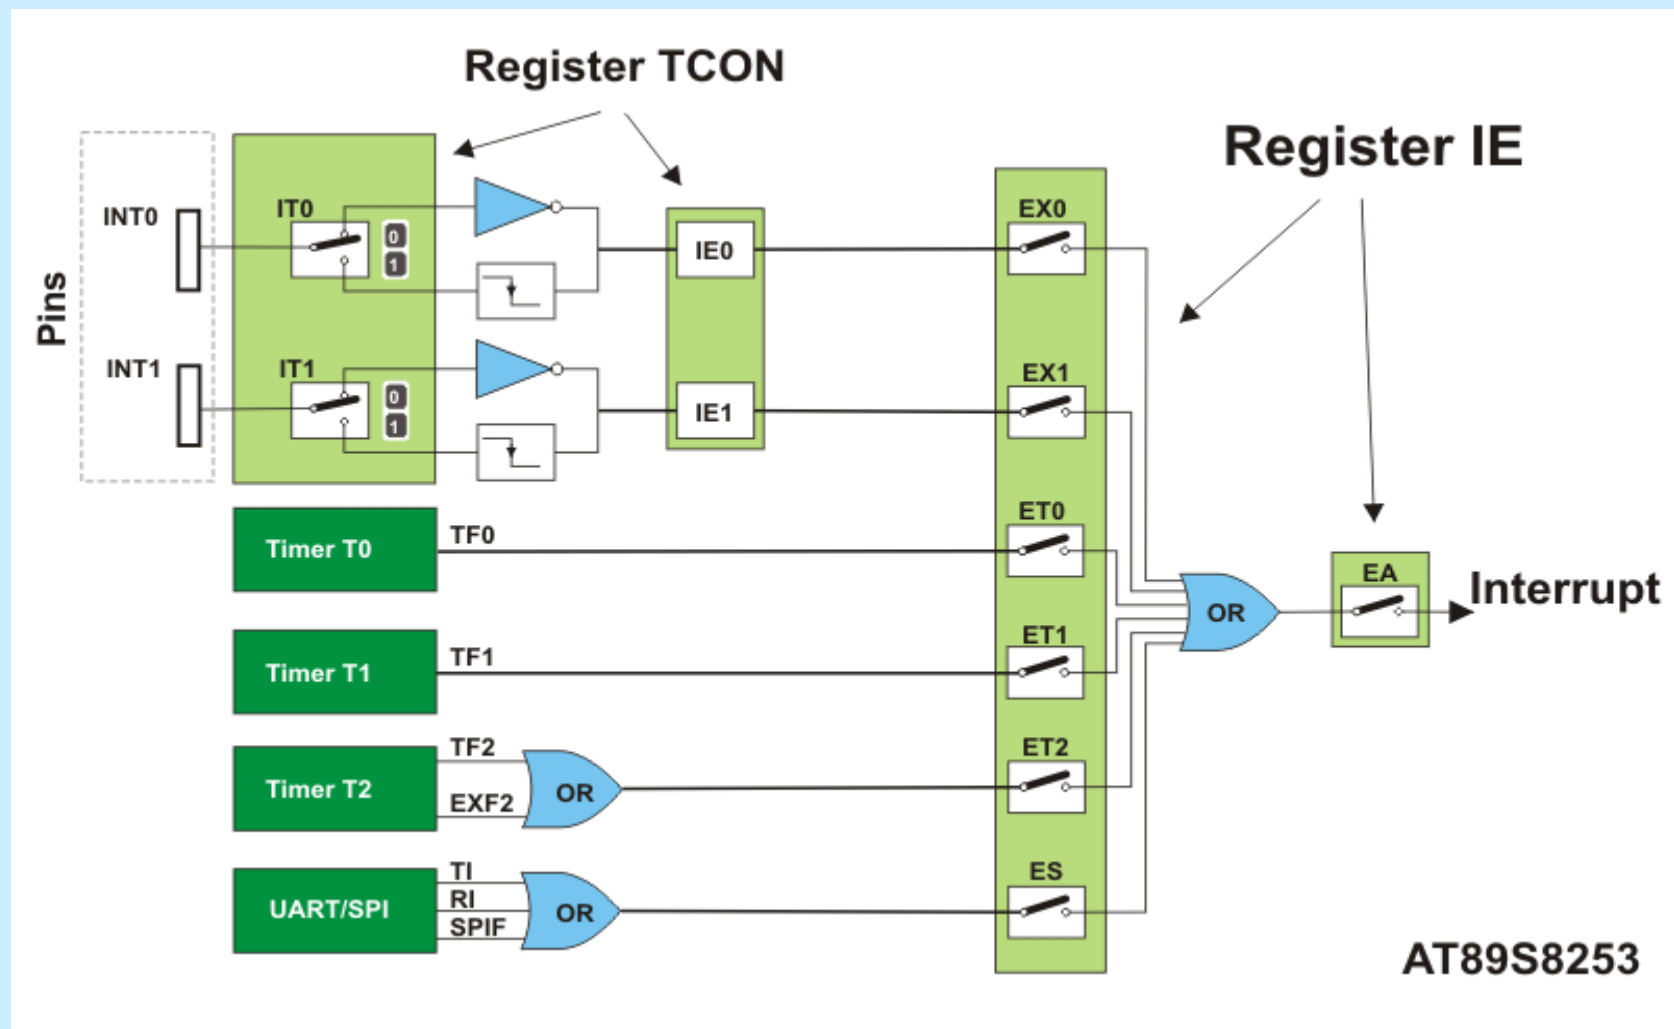 Register TCON
Register IE
Pins
INT0
IT0
0
1
IE0
EX0
INT1
IT1
0
1
IE1
EX1
Timer T0
TF0
ET0
OR
EA
Interrupt
Timer T1
TF1
ET1
Timer T2
TF2
EXF2
OR
ET2
UART/SPI
TI
RI
SPIF
OR
ES
AT89S8253